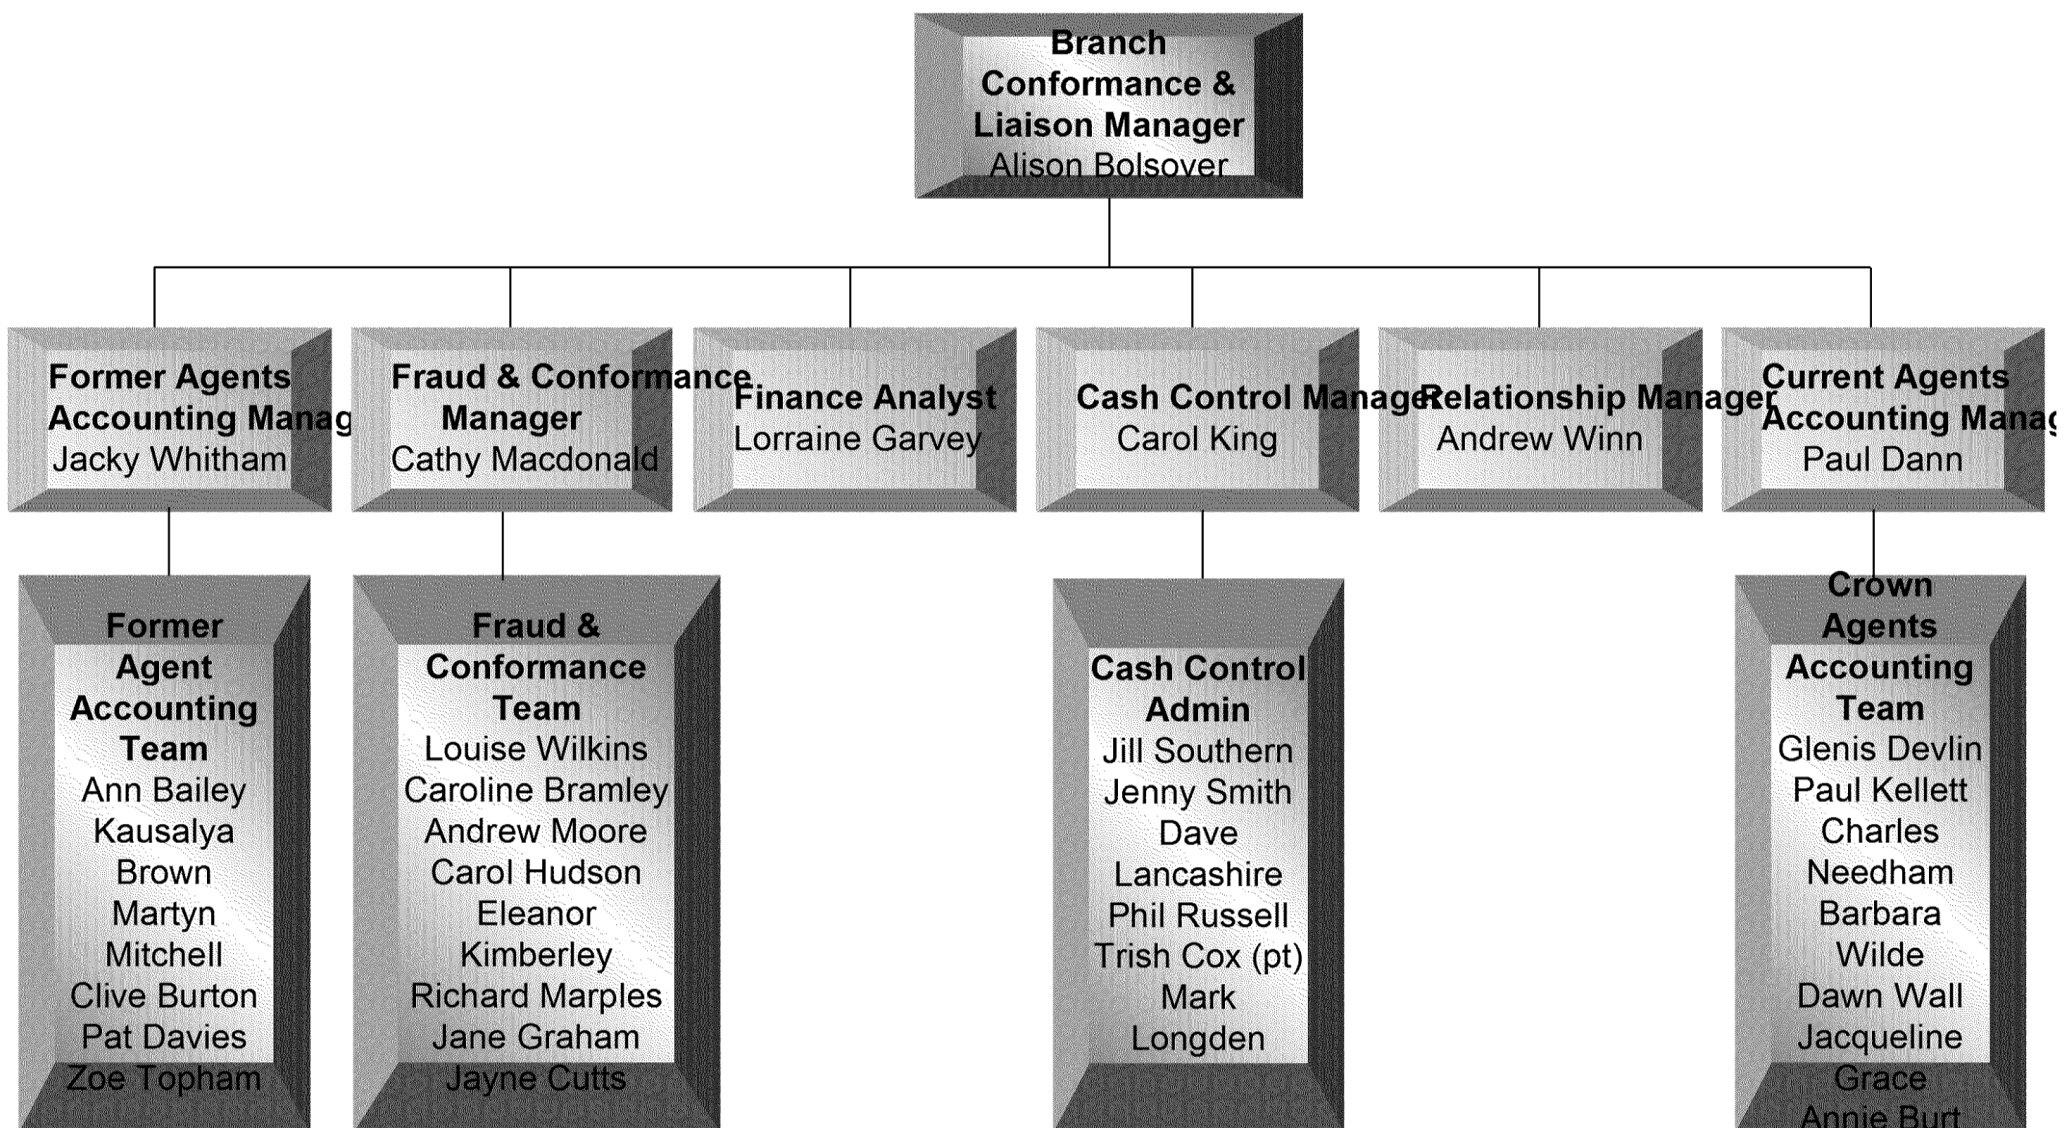 Branch
Conformance &
Liaison Manager
Alison Bolsover
Former Agents
Accounting Manag
Jacky Whitham
Fraud & Conformance
Manager
Cathy Macdonald
Finance Analyst
Lorraine Garvey
Cash Control Manager
Carol King
Relationship Manager
Andrew Winn
Current Agents
Accounting Manag
Paul Dann
Former
Agent
Accounting
Team
Ann Bailey
Kausalya
Brown
Martyn
Mitchell
Clive Burton
Pat Davies
Zoe Topham
Fraud &
Conformance
Team
Louise Wilkins
Caroline Bramley
Andrew Moore
Carol Hudson
Eleanor
Kimberley
Richard Marples
Jane Graham
Jayne Cutts
Cash Control
Admin
Jill Southern
Jenny Smith
Dave
Lancashire
Phil Russell
Trish Cox (pt)
Mark
Longden
Crown
Agents
Accounting
Team
Glenis Devlin
Paul Kellett
Charles
Needham
Barbara
Wilde
Dawn Wall
Jacqueline
Grace
Annie Burt